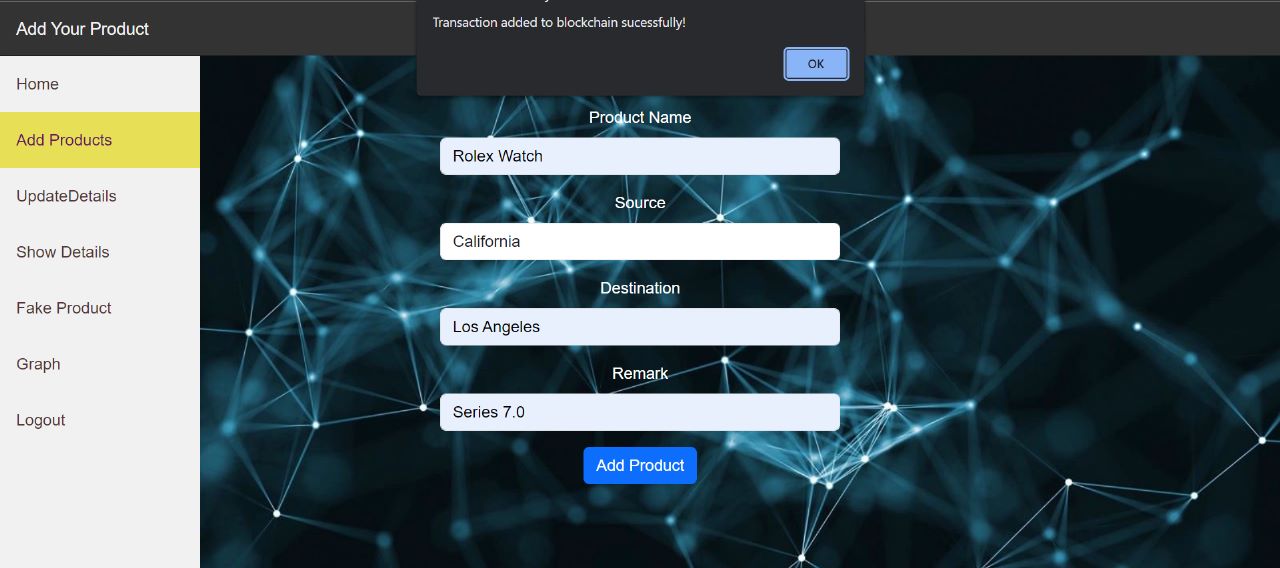 Add Your Product
Transaction added to blockchain sucessfully!
OK
Home
Add Products
UpdateDetails
Show Details
Fake Product
Graph
Logout
Product Name
Rolex Watch
Source
California
Destination
Los Angeles
Remark
Series 7.0
Add Product